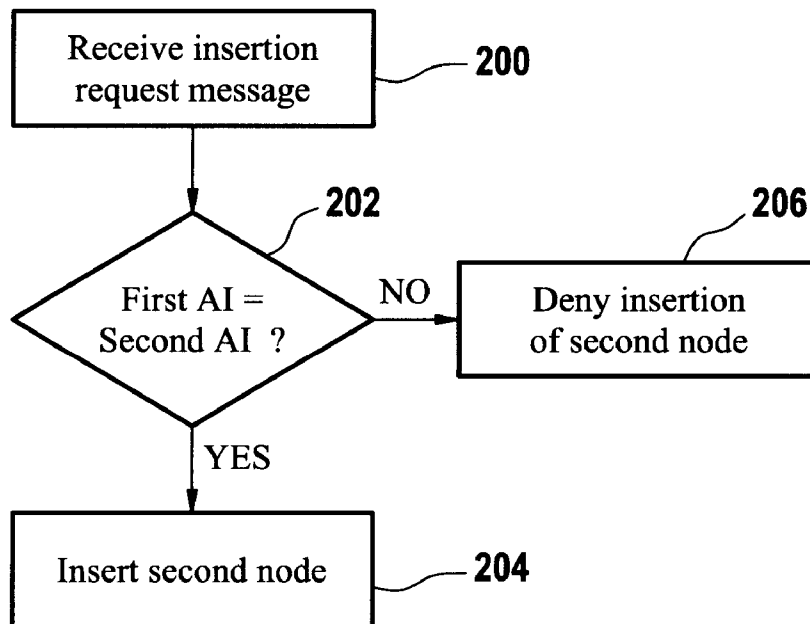 Receive insertion
request message
200
202
First AI =
Second AI ?
NO
206
Deny insertion
of second node
YES
Insert second node
204